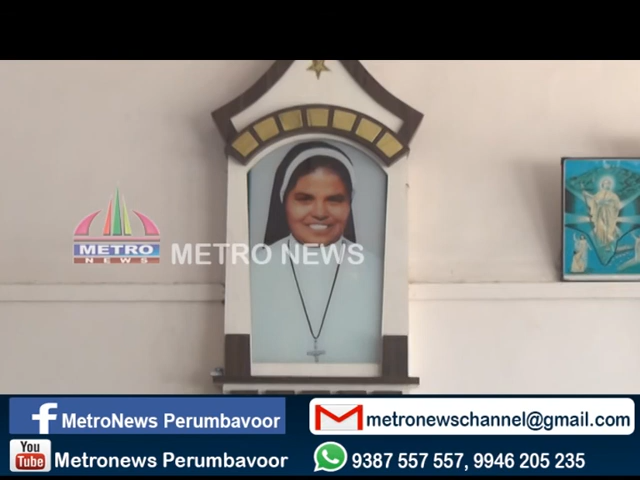 METRO
NEWS
METRO NEWS
f MetroNews Perumbavoor
metronewschannel@gmail.com
You
Tube
Metronews Perumbavoor
9387 557 557, 9946 205 235